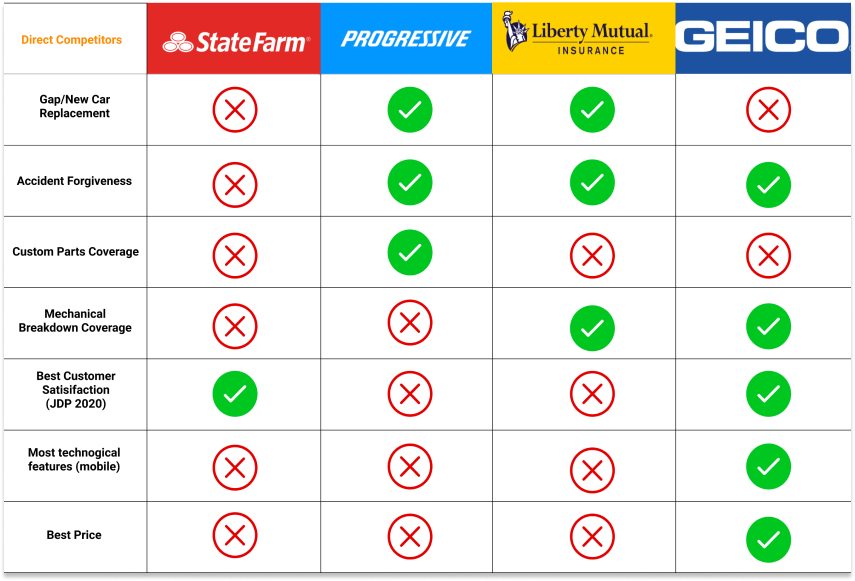 Direct Competitors
StateFarm®
PROGRESSIVE
Liberty Mutual®
INSURANCE
GEICO
Gap/New Car
Replacement
Accident Forgiveness
Custom Parts Coverage
Mechanical
Breakdown Coverage
Best Customer
Satisifaction
(JDP 2020)
Most technogical
features (mobile)
Best Price